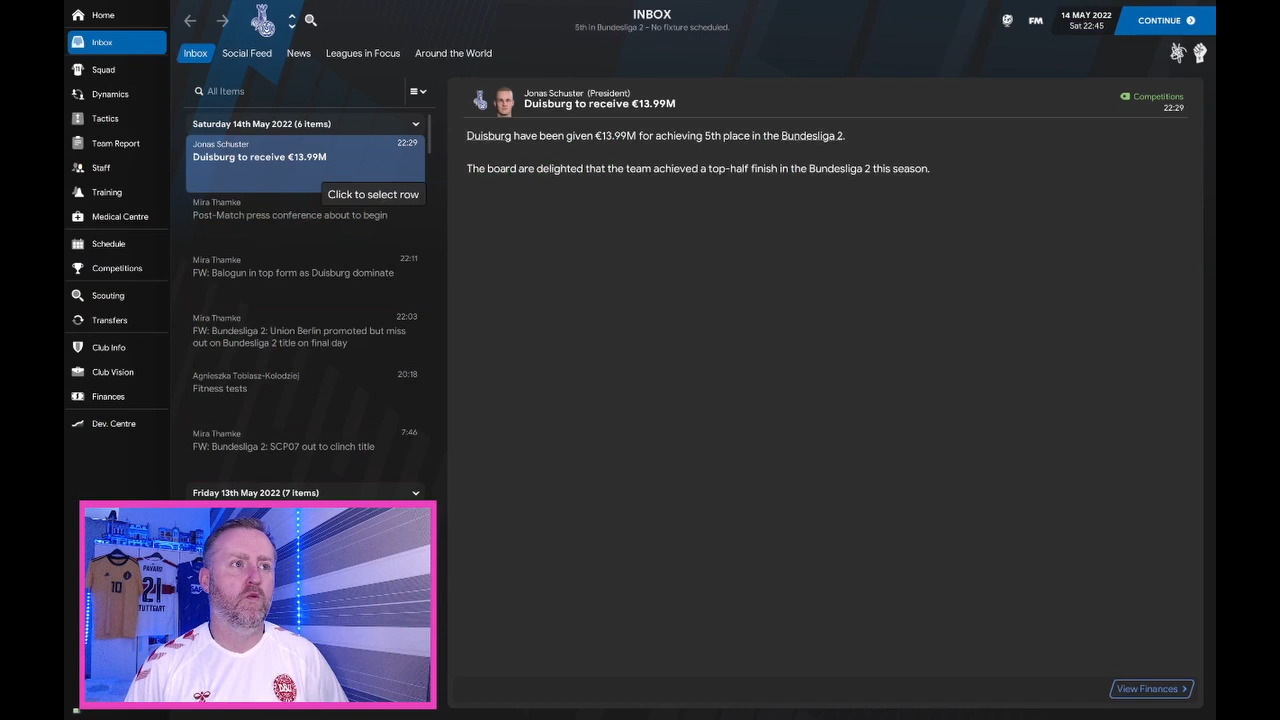 Home
Inbox
Squad
Dynamics
Tactics
Team Report
Staff
Training
Medical Centre
Schedule
Competitions
Scouting
Transfers
Club Info
Club Vision
Finances
Dev. Centre
INBOX
5th in Bundesliga 2 - No fixture scheduled.
FM
14 MAY 2022
Sat 22:45
CONTINUE
Inbox
Social Feed
News
Leagues in Focus
Around the World
All Items
Saturday 14th May 2022 (6 items)
Jonas Schuster 22:29
Duisburg to receive €13.99M
Click to select row
Mira Thamke
Post-Match press conference about to begin
Mira Thamke 22:11
FW: Balogun in top form as Duisburg dominate
Mira Thamke 22:03
FW: Bundesliga 2: Union Berlin promoted but miss
out on Bundesliga 2 title on final day
Agnieszka Tobiasz-Kolodziej 20:18
Fitness tests
Mira Thamke 7:46
FW: Bundesliga 2: SCP07 out to clinch title
Friday 13th May 2022 (7 items)
Jonas Schuster (President)
Duisburg to receive €13.99M
Competitions
22:29
Duisburg have been given €13.99M for achieving 5th place in the Bundesliga 2.
The board are delighted that the team achieved a top-half finish in the Bundesliga 2 this season.
View Finances
10
PAVARD
21
STUTTGART
DBU